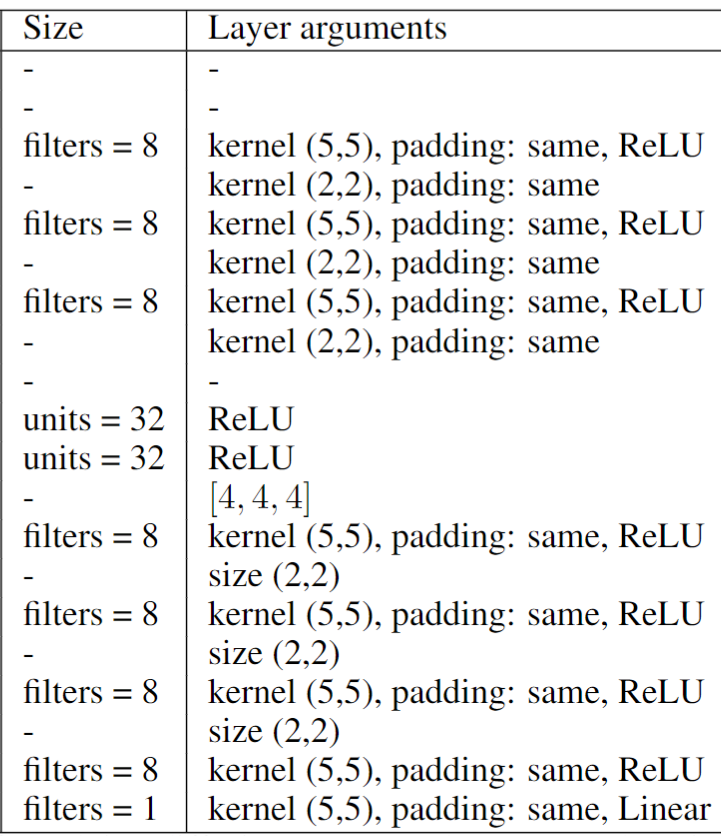 Size Layer arguments
- -
- -
filters = 8 kernel (5,5), padding: same, ReLU
- kernel (2,2), padding: same
filters = 8 kernel (5,5), padding: same, ReLU
- kernel (2,2), padding: same
filters = 8 kernel (5,5), padding: same, ReLU
- kernel (2,2), padding: same
- -
units = 32 ReLU
units = 32 ReLU
- [4, 4, 4]
filters = 8 kernel (5,5), padding: same, ReLU
- size (2,2)
filters = 8 kernel (5,5), padding: same, ReLU
- size (2,2)
filters = 8 kernel (5,5), padding: same, ReLU
- size (2,2)
filters = 8 kernel (5,5), padding: same, ReLU
filters = 1 kernel (5,5), padding: same, Linear